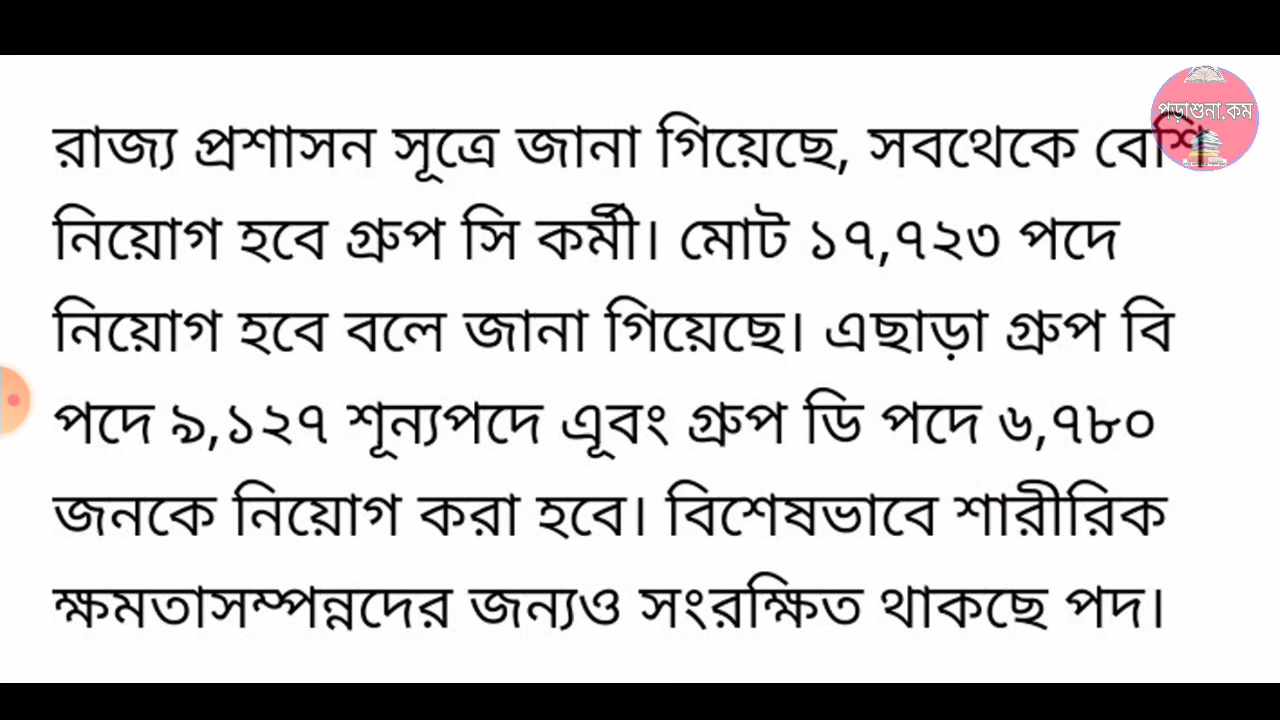 পড়াশুনা.কম
রাজ্য প্রশাসন সূত্রে জানা গিয়েছে, সবথেকে বেশি
নিয়োগ হবে গ্রুপ সি কর্মী। মোট ১৭,৭২৩ পদে
নিয়োগ হবে বলে জানা গিয়েছে। এছাড়া গ্রুপ বি
পদে ৯,১২৭ শূন্যপদে এূবং গ্রুপ ডি পদে ৬,৭৮০
জনকে নিয়োগ করা হবে। বিশেষভাবে শারীরিক
ক্ষমতাসম্পন্নদের জন্যও সংরক্ষিত থাকছে পদ।